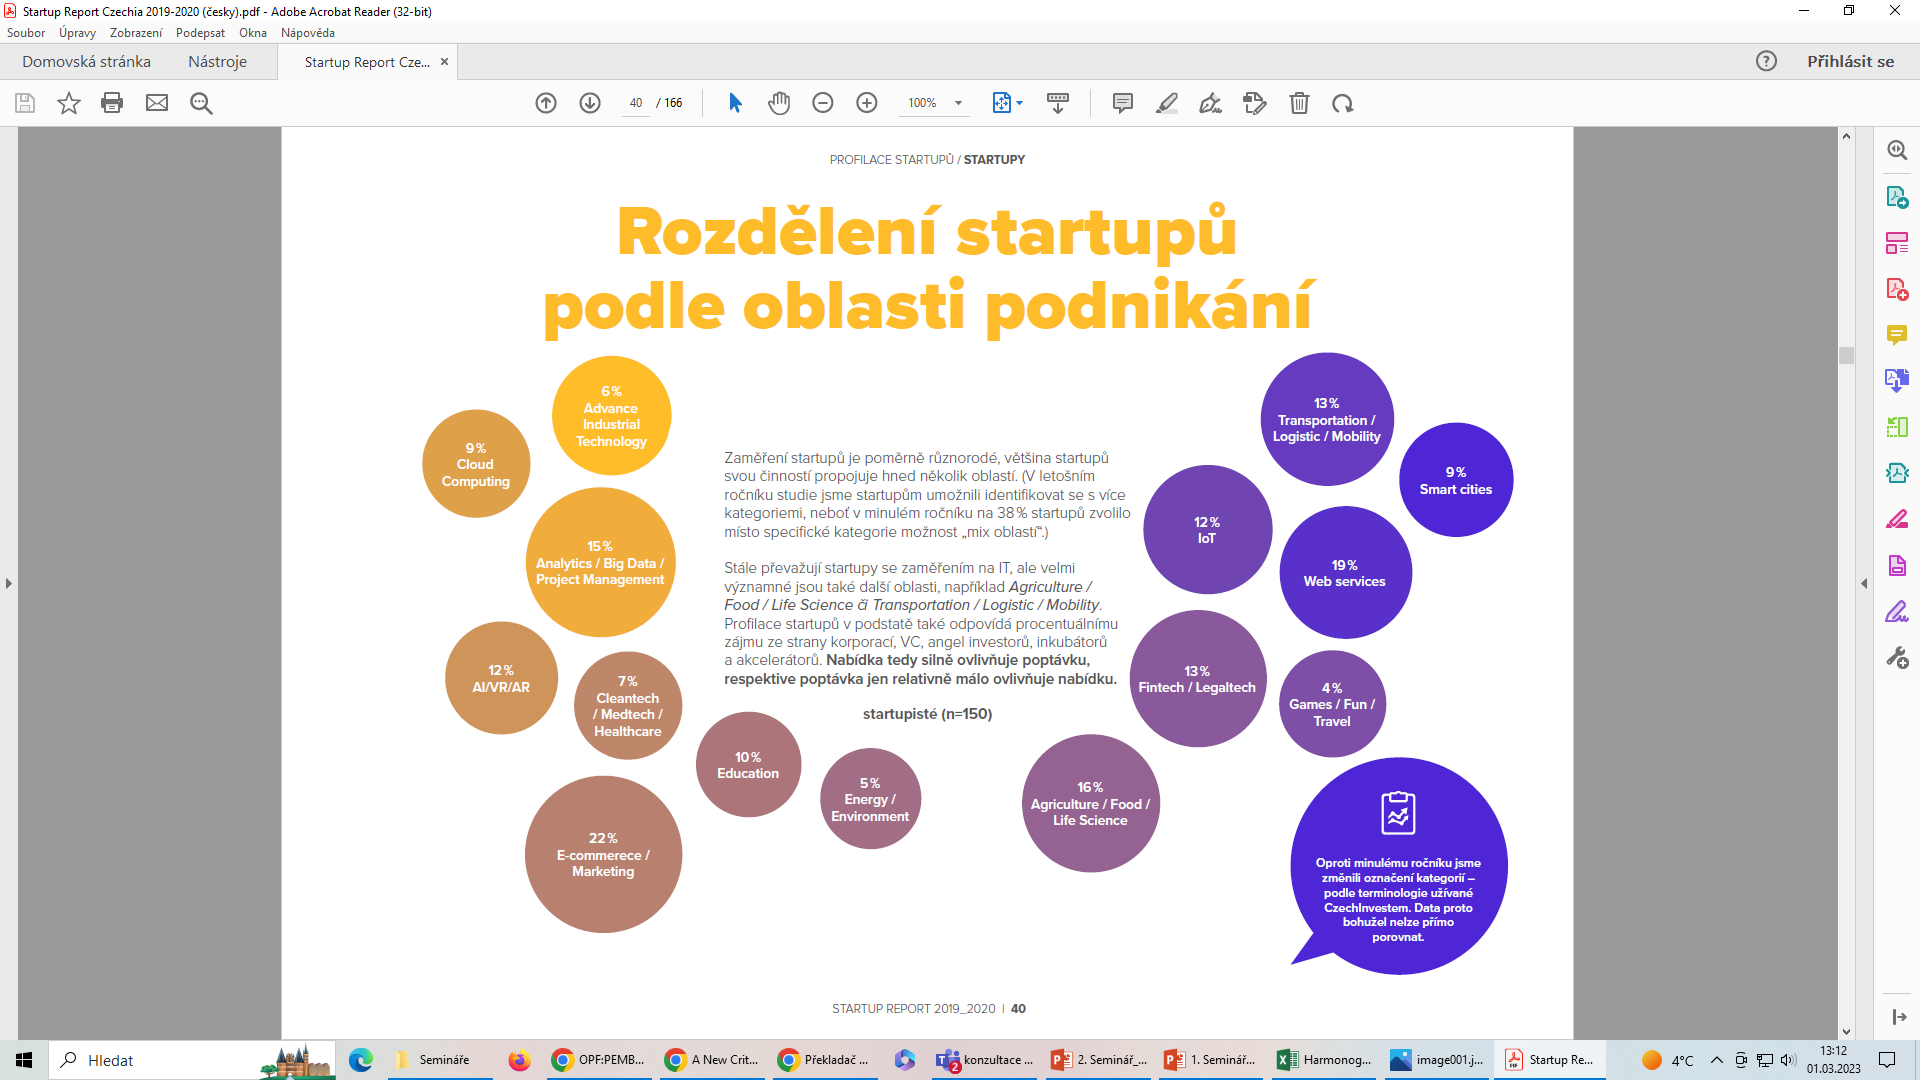 Startup Report Czechia 2019-2020 (česky).pdf - Adobe Acrobat Reader (32-bit)
Soubor Úpravy Zobrazení Podepsat Okna Nápověda
Domovská stránka Nástroje Startup Report Cze... × Přihlásit se
40 / 166 100%
PROFILACE STARTUPŮ / STARTUPY
Rozdělení startupů
podle oblasti podnikání
6 %
Advance
Industrial
Technology
9 %
Cloud
Computing
15 %
Analytics / Big Data /
Project Management
12 %
AI/VR/AR
7 %
Cleantech
/ Medtech /
Healthcare
22 %
E-commerece /
Marketing
10 %
Education
5 %
Energy /
Environment
Zaměření startupů je poměrně různorodé, většina startupů
svou činností propojuje hned několik oblastí. (V letošním
ročníku studie jsme startupům umožnili identifikovat se s více
kategoriemi, neboť v minulém ročníku na 38 % startupů zvolilo
místo specifické kategorie možnost „mix oblastí“.)
Stále převažují startupy se zaměřením na IT, ale velmi
významné jsou také další oblasti, například Agriculture /
Food / Life Science či Transportation / Logistic / Mobility.
Profilace startupů v podstatě také odpovídá procentuálnímu
zájmu ze strany korporací, VC, angel investorů, inkubátorů
a akcelerátorů. Nabídka tedy silně ovlivňuje poptávku,
respektive poptávka jen relativně málo ovlivňuje nabídku.
startupisté (n=150)
13 %
Transportation /
Logistic / Mobility
9 %
Smart cities
12 %
IoT
19 %
Web services
13 %
Fintech / Legaltech
4 %
Games / Fun /
Travel
16 %
Agriculture / Food /
Life Science
Oproti minulému ročníku jsme
změnili označení kategorií –
podle terminologie užívané
CzechInvestem. Data proto
bohužel nelze přímo
porovnat.
STARTUP REPORT 2019_2020 | 40
Hledat
Semináře
OPF:PEMB...
A New Crit...
Překladač ...
konzultace ...
2
2. Seminář_...
1. Seminář...
Harmonog...
image001.j...
Startup Re...
4°C
13:12
01.03.2023